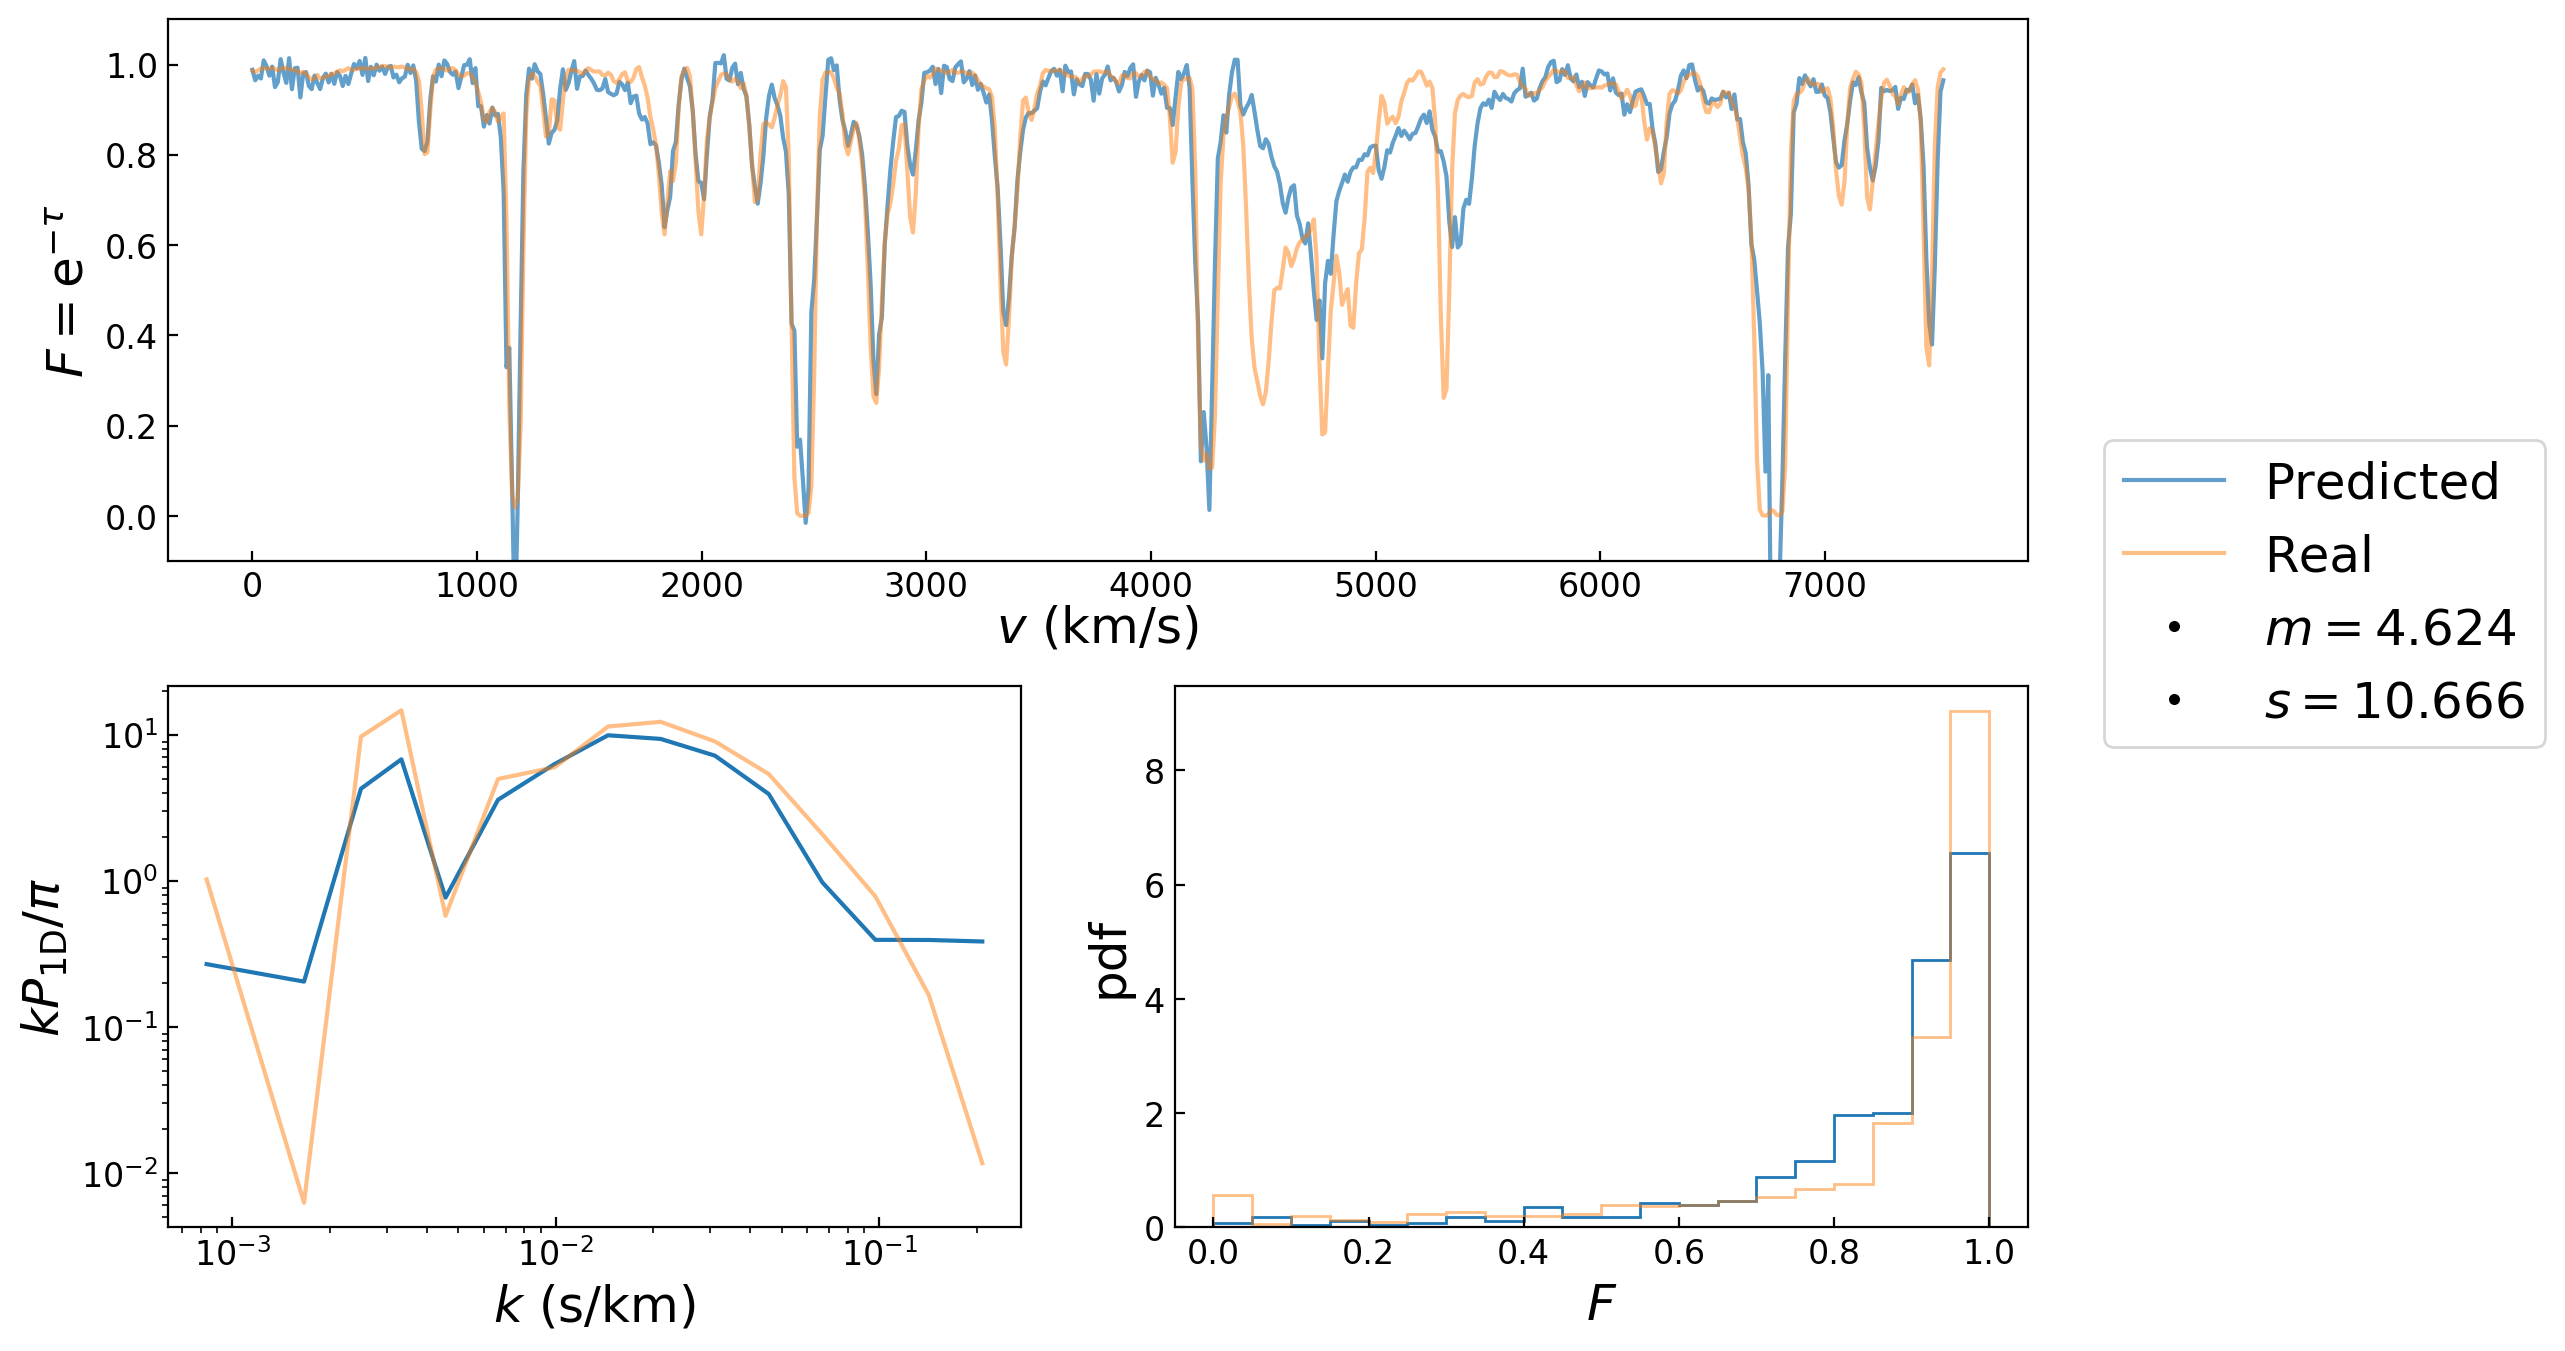 F = e^{−τ}
1.0
0.8
0.6
0.4
0.2
0.0
0 1000 2000 3000 4000 5000 6000 7000
v (km/s)
Predicted
Real
m = 4.624
s = 10.666
kP_{1D}/π
10^1
10^0
10^{−1}
10^{−2}
10^{−3} 10^{−2} 10^{−1}
k (s/km)
pdf
8
6
4
2
0
0.0 0.2 0.4 0.6 0.8 1.0
F